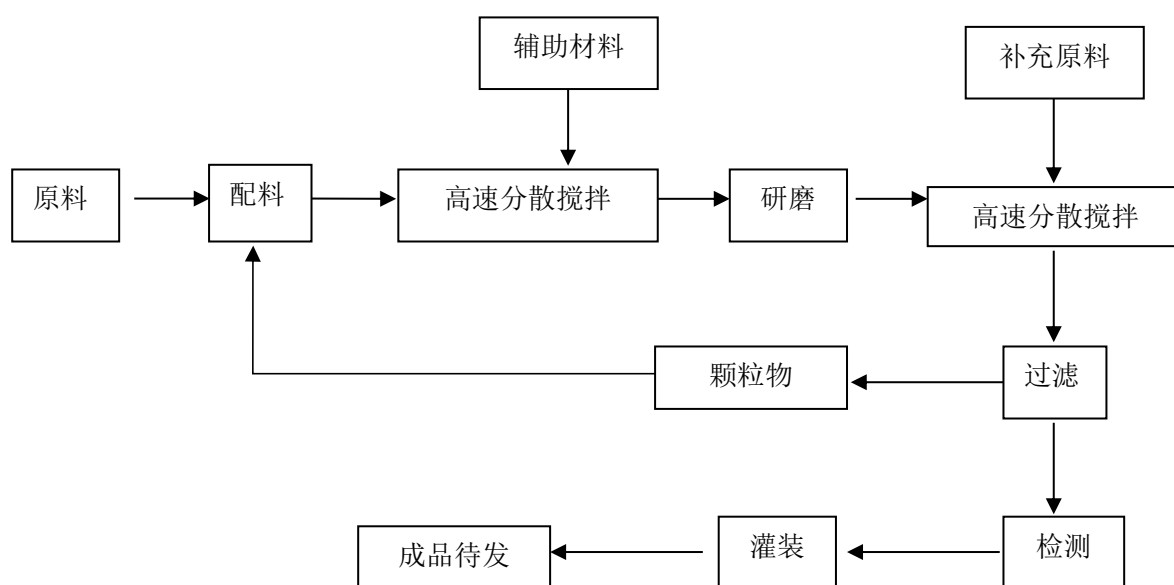 辅助材料
补充原料
原料
配料
高速分散搅拌
研磨
高速分散搅拌
颗粒物
过滤
成品待发
灌装
检测